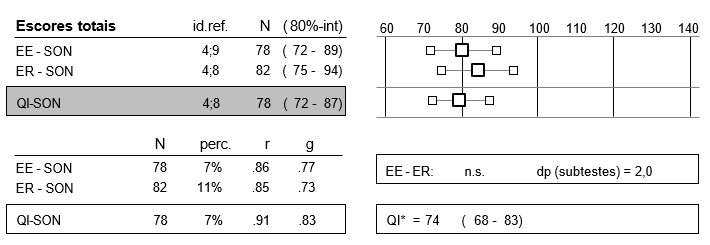 Escores totais id.ref. N (80%-int)
EE - SON 4;9 78 ( 72 - 89)
ER - SON 4;8 82 ( 75 - 94)
QI-SON 4;8 78 ( 72 - 87)
60 70 80 90 100 110 120 130 140
N perc. r g
EE - SON 78 7% .86 .77
ER - SON 82 11% .85 .73
QI-SON 78 7% .91 .83
EE - ER: n.s. dp (subtestes) = 2,0
QI* = 74 ( 68 - 83)